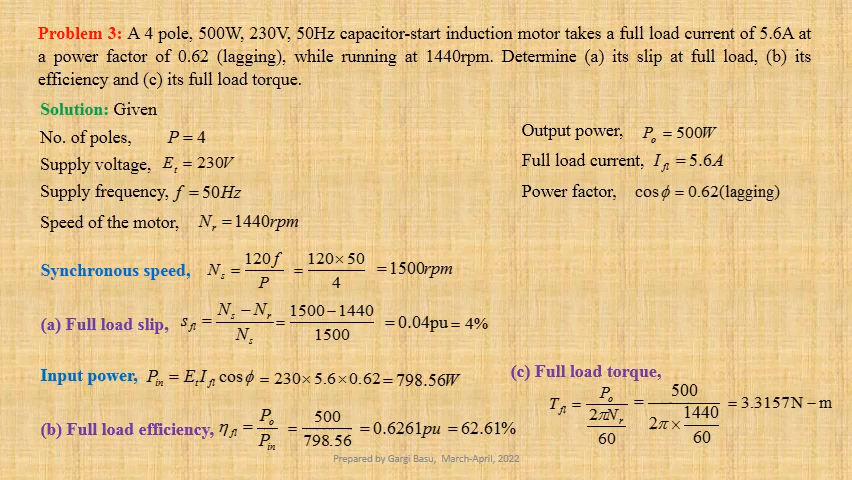 Problem 3: A 4 pole, 500W, 230V, 50Hz capacitor-start induction motor takes a full load current of 5.6A at
a power factor of 0.62 (lagging), while running at 1440rpm. Determine (a) its slip at full load, (b) its
efficiency and (c) its full load torque.
Solution: Given
No. of poles, P = 4
Supply voltage, E_t = 230V
Supply frequency, f = 50Hz
Speed of the motor, N_r = 1440rpm
Output power, P_o = 500W
Full load current, I_fl = 5.6A
Power factor, cos ϕ = 0.62(lagging)
Synchronous speed, N_s = 120f / P = 120×50 / 4 = 1500rpm
(a) Full load slip, s_fl = (N_s − N_r) / N_s = (1500−1440) / 1500 = 0.04pu = 4%
Input power, P_in = E_t I_fl cos ϕ = 230×5.6×0.62 = 798.56W
(b) Full load efficiency, η_fl = P_o / P_in = 500 / 798.56 = 0.6261pu = 62.61%
(c) Full load torque,
T_fl = P_o / (2πN_r / 60) = 500 / (2π × 1440 / 60) = 3.3157N−m
Prepared by Gargi Basu, March-April, 2022